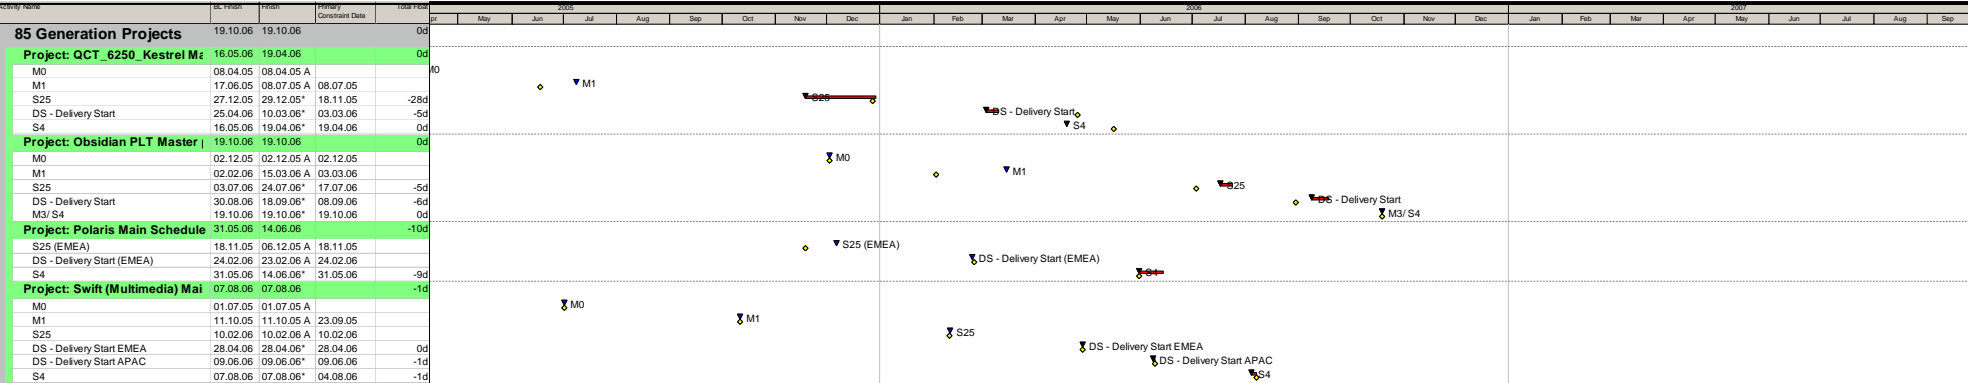 Activity Name BL Finish Finish Primary Constraint Date Total Float
2005 2006 2007
pr May Jun Jul Aug Sep Oct Nov Dec Jan Feb Mar Apr May Jun Jul Aug Sep Oct Nov Dec Jan Feb Mar Apr May Jun Jul Aug Sep
85 Generation Projects 19.10.06 19.10.06 0d
Project: QCT_6250_Kestrel Ma 16.05.06 19.04.06 0d
M0 08.04.05 08.04.05 A M0
M1 17.06.05 08.07.05 A 08.07.05 M1
S25 27.12.05 29.12.05* 18.11.05 -28d S25
DS - Delivery Start 25.04.06 10.03.06* 03.03.06 -5d DS - Delivery Start
S4 16.05.06 19.04.06* 19.04.06 0d S4
Project: Obsidian PLT Master 19.10.06 19.10.06 0d
M0 02.12.05 02.12.05 A 02.12.05 M0
M1 02.02.06 15.03.06 A 03.03.06 M1
S25 03.07.06 24.07.06* 17.07.06 -5d S25
DS - Delivery Start 30.08.06 18.09.06* 08.09.06 -6d DS - Delivery Start
M3/ S4 19.10.06 19.10.06* 19.10.06 0d M3/ S4
Project: Polaris Main Schedule 31.05.06 14.06.06 -10d
S25 (EMEA) 18.11.05 06.12.05 A 18.11.05 S25 (EMEA)
DS - Delivery Start (EMEA) 24.02.06 23.02.06 A 24.02.06 DS - Delivery Start (EMEA)
S4 31.05.06 14.06.06* 31.05.06 -9d S4
Project: Swift (Multimedia) Mai 07.08.06 07.08.06 -1d
M0 01.07.05 01.07.05 A M0
M1 11.10.05 11.10.05 A 23.09.05 M1
S25 10.02.06 10.02.06 A 10.02.06 S25
DS - Delivery Start EMEA 28.04.06 28.04.06* 28.04.06 0d DS - Delivery Start EMEA
DS - Delivery Start APAC 09.06.06 09.06.06* 09.06.06 -1d DS - Delivery Start APAC
S4 07.08.06 07.08.06* 04.08.06 -1d S4